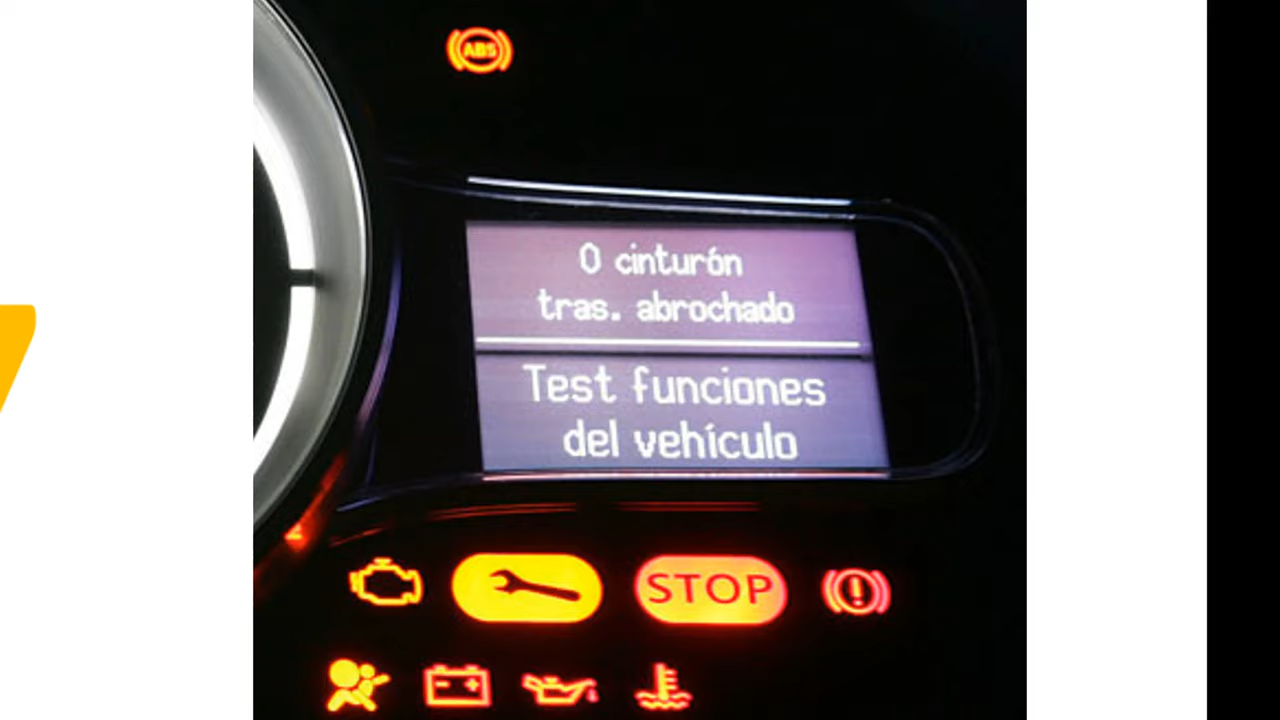 ABS
0 cinturón
tras. abrochado
Test funciones
del vehículo
STOP